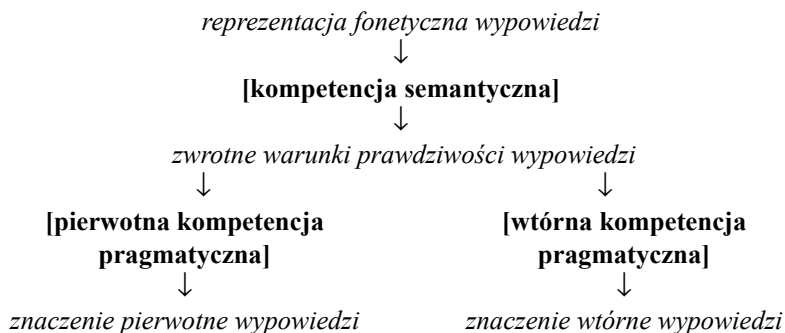 reprezentacja fonetyczna wypowiedzi
↓
[kompetencja semantyczna]
↓
zwrotne warunki prawdziwości wypowiedzi
↓ ↓
[pierwotna kompetencja [wtórna kompetencja
pragmatyczna] pragmatyczna]
↓ ↓
znaczenie pierwotne wypowiedzi znaczenie wtórne wypowiedzi